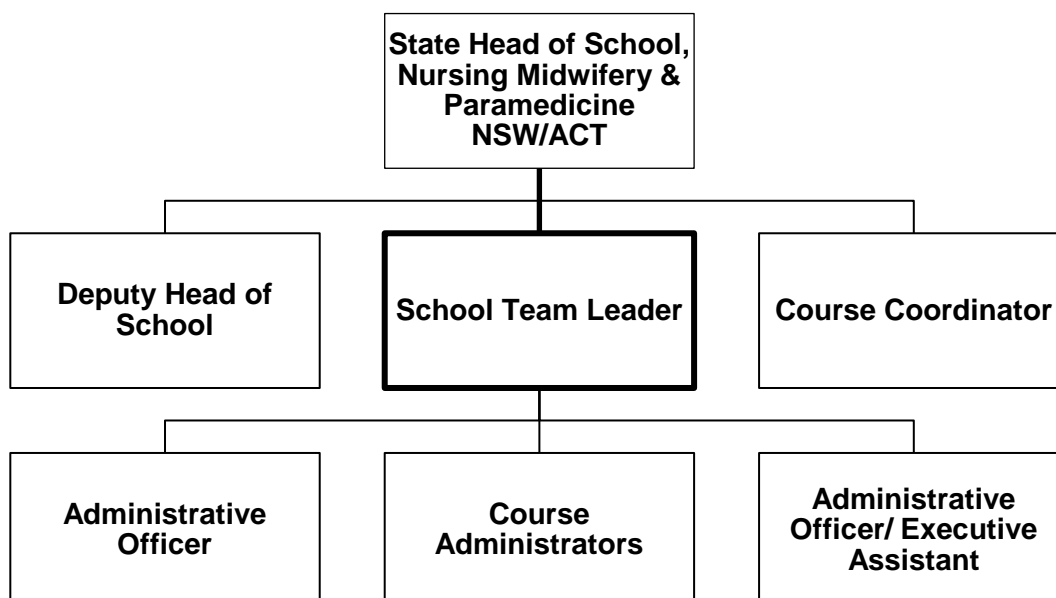 State Head of School,
Nursing Midwifery &
Paramedicine
NSW/ACT
Deputy Head of
School
School Team Leader
Course Coordinator
Administrative
Officer
Course
Administrators
Administrative
Officer/ Executive
Assistant